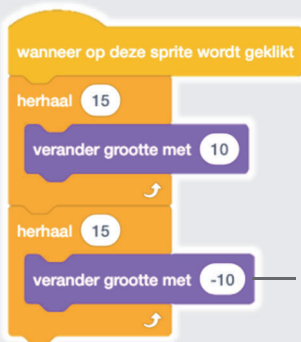 wanneer op deze sprite wordt geklikt
herhaal 15
verander grootte met 10
herhaal 15
verander grootte met -10